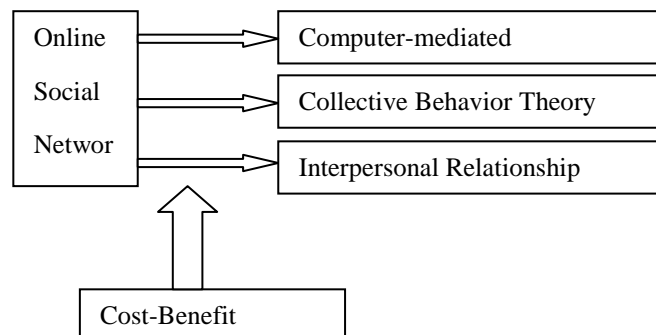 Online
Social
Networ
Computer-mediated
Collective Behavior Theory
Interpersonal Relationship
Cost-Benefit